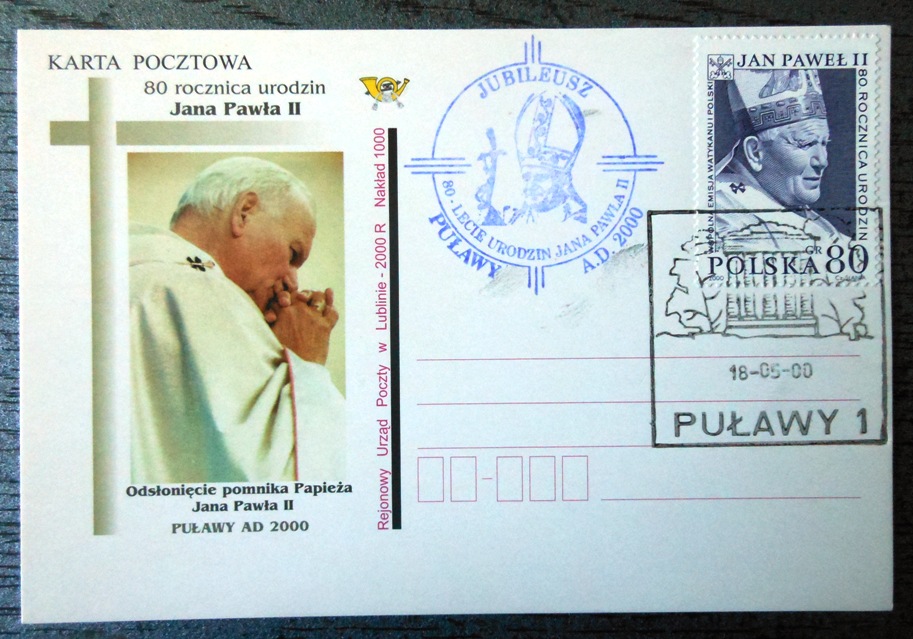 KARTA POCZTOWA
80 rocznica urodzin
Jana Pawła II
Odsłonięcie pomnika Papieża
Jana Pawła II
PUŁAWY AD 2000
Rejonowy Urząd Poczty w Lublinie - 2000 R Nakład 1000
JUBILEUSZ
80 - LECIE URODZIN JANA PAWŁA II
PUŁAWY
A.D. 2000
JAN PAWEŁ II
80 ROCZNICA URODZIN
WSPÓLNA EMISJA WATYKANU I POLSKI
GR
POLSKA 80
2000
18-05-00
PUŁAWY 1